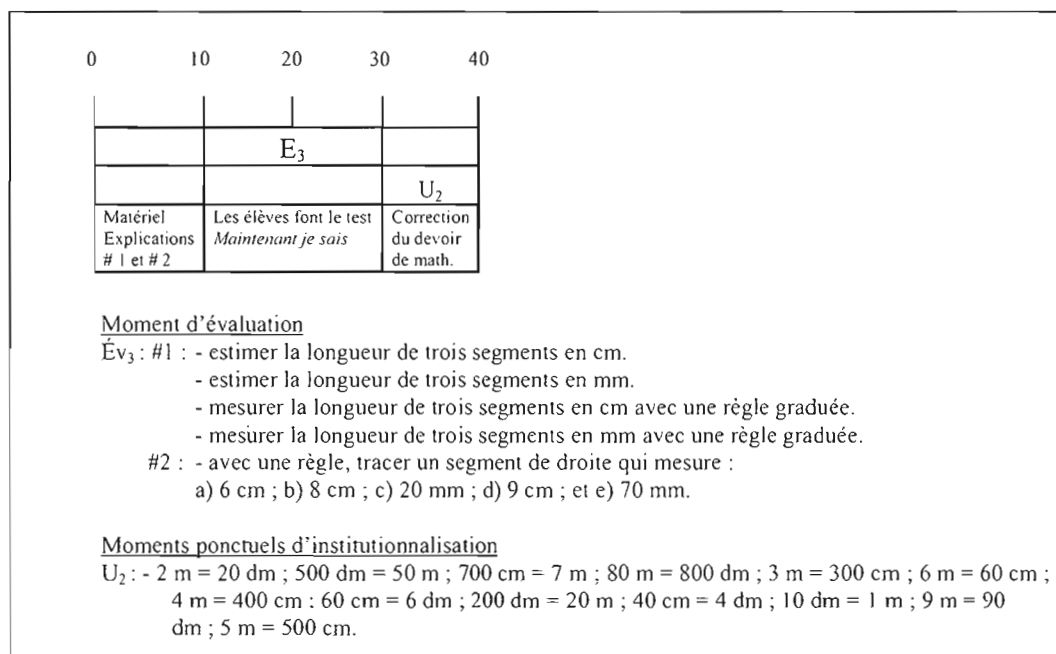 0 10 20 30 40
E₃
U₂
Matériel Les élèves font le test Correction
Explications Maintenant je sais du devoir
# 1 et # 2 de math.
Moment d'évaluation
Év₃ : #1 : - estimer la longueur de trois segments en cm.
- estimer la longueur de trois segments en mm.
- mesurer la longueur de trois segments en cm avec une règle graduée.
- mesurer la longueur de trois segments en mm avec une règle graduée.
#2 : - avec une règle, tracer un segment de droite qui mesure :
a) 6 cm ; b) 8 cm ; c) 20 mm ; d) 9 cm ; et e) 70 mm.
Moments ponctuels d'institutionnalisation
U₂ : - 2 m = 20 dm ; 500 dm = 50 m ; 700 cm = 7 m ; 80 m = 800 dm ; 3 m = 300 cm ; 6 m = 60 cm ;
4 m = 400 cm : 60 cm = 6 dm ; 200 dm = 20 m ; 40 cm = 4 dm ; 10 dm = 1 m ; 9 m = 90
dm ; 5 m = 500 cm.